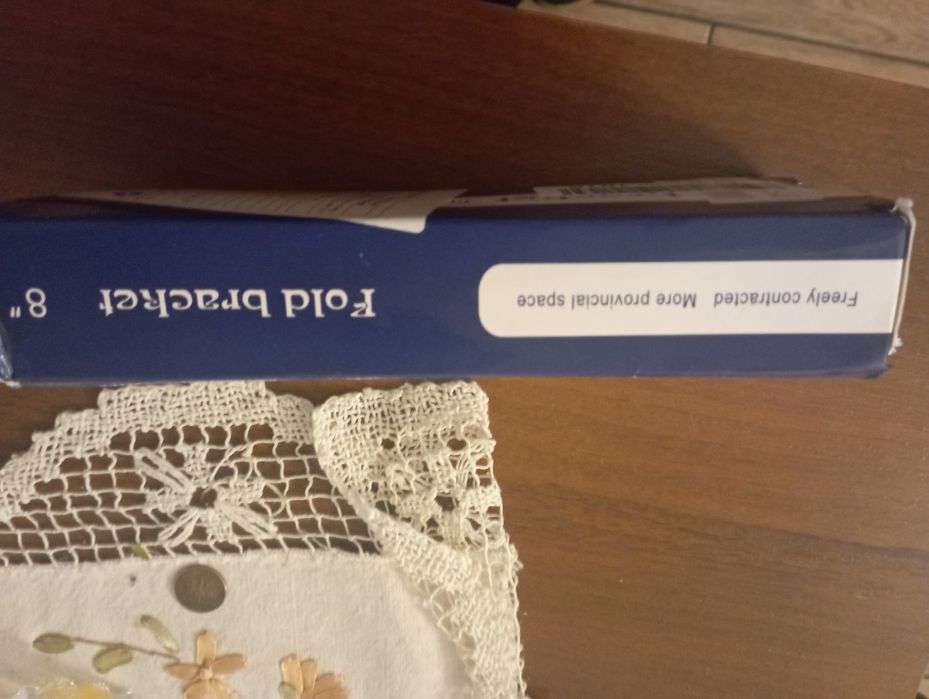 Freely contracted More provincial space
Fold bracket 8"